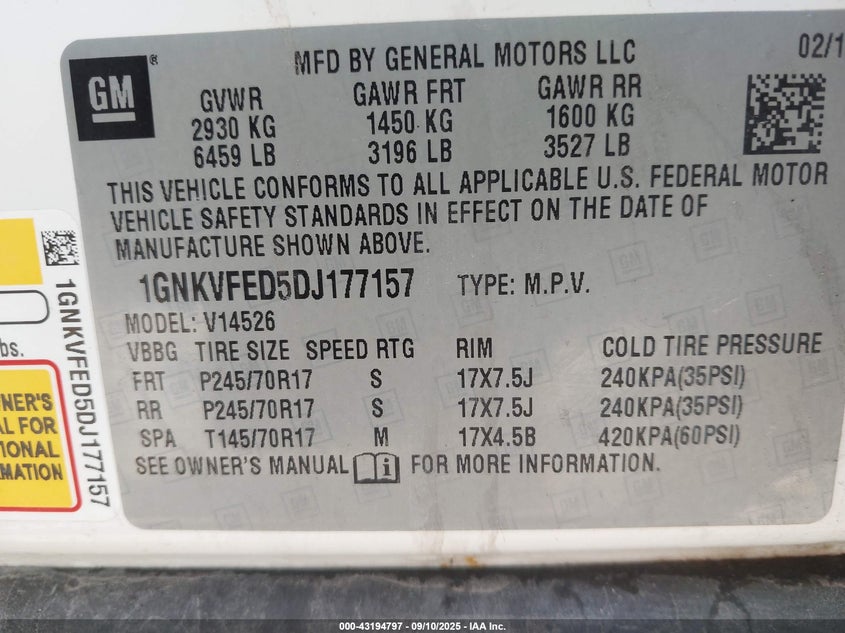 GM ®
MFD BY GENERAL MOTORS LLC 02/1
GVWR GAWR FRT GAWR RR
2930 KG 1450 KG 1600 KG
6459 LB 3196 LB 3527 LB
THIS VEHICLE CONFORMS TO ALL APPLICABLE U.S. FEDERAL MOTOR
VEHICLE SAFETY STANDARDS IN EFFECT ON THE DATE OF
MANUFACTURE SHOWN ABOVE.
1GNKVFED5DJ177157 TYPE: M.P.V.
MODEL: V14526
VBBG TIRE SIZE SPEED RTG RIM COLD TIRE PRESSURE
FRT P245/70R17 S 17X7.5J 240KPA(35PSI)
RR P245/70R17 S 17X7.5J 240KPA(35PSI)
SPA T145/70R17 M 17X4.5B 420KPA(60PSI)
SEE OWNER'S MANUAL i FOR MORE INFORMATION.
1GNKVFED5DJ177157
bs.
NER'S
AL FOR
TIONAL
MATION
000-43194797 - 09/10/2025 - IAA Inc.